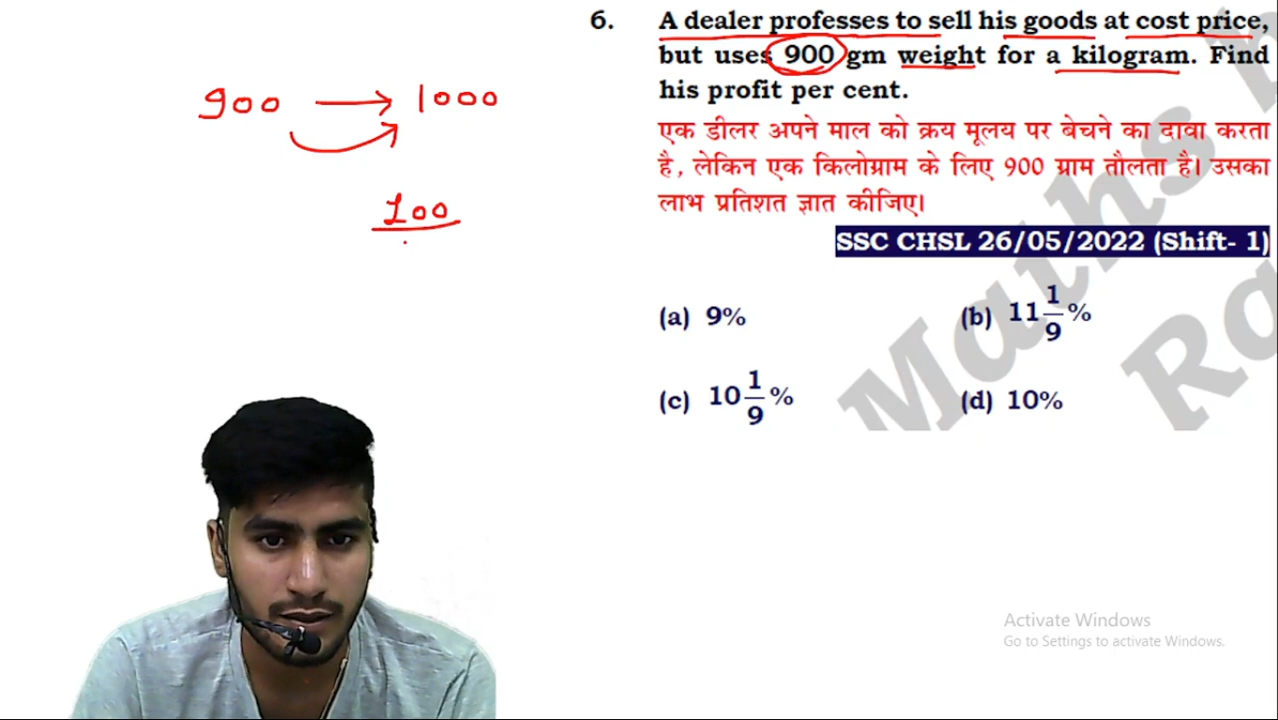 6. A dealer professes to sell his goods at cost price,
but uses 900 gm weight for a kilogram. Find
his profit per cent.
एक डीलर अपने माल को क्रय मूलय पर बेचने का दावा करता
है, लेकिन एक किलोग्राम के लिए 900 ग्राम तौलता है। उसका
लाभ प्रतिशत ज्ञात कीजिए।
SSC CHSL 26/05/2022 (Shift- 1)
(a) 9% (b) 11 1/9 %
(c) 10 1/9 % (d) 10%
900 → 1000
100
Maths b
Ra
Activate Windows
Go to Settings to activate Windows.